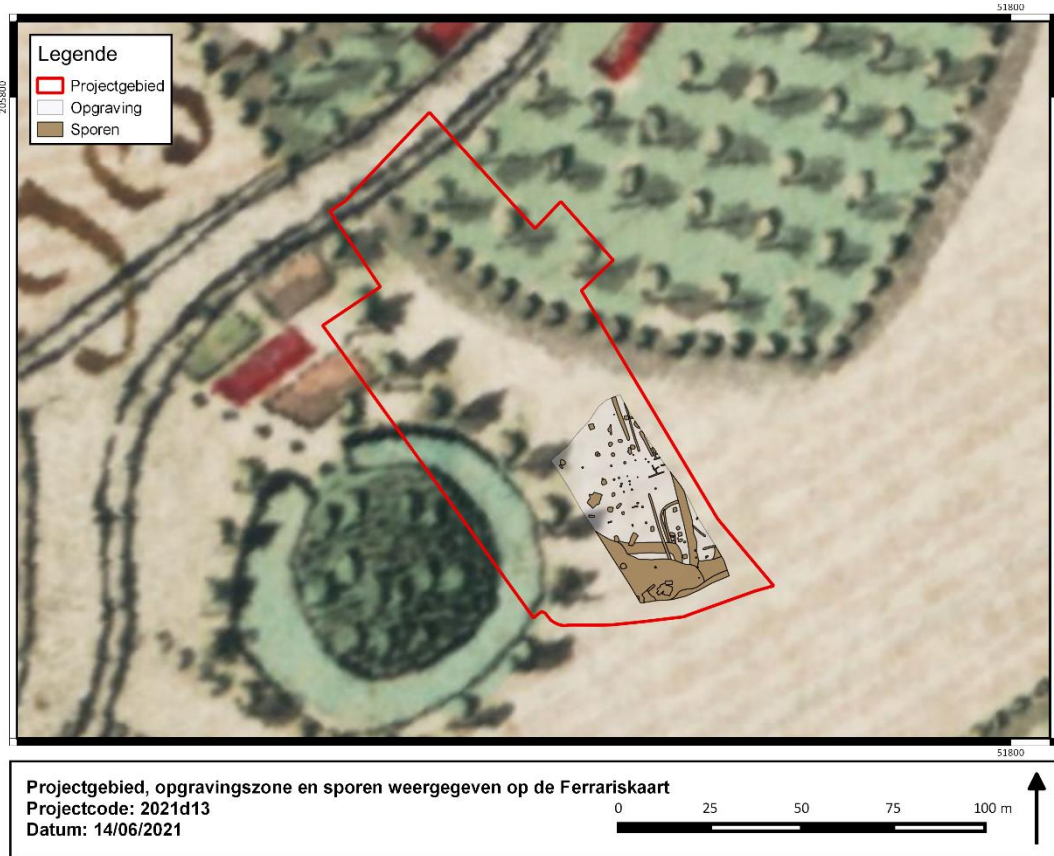 51800
205800
Legende
Projectgebied
Opgraving
Sporen
51800
Projectgebied, opgravingszone en sporen weergegeven op de Ferrariskaart
Projectcode: 2021d13
Datum: 14/06/2021
0 25 50 75 100 m